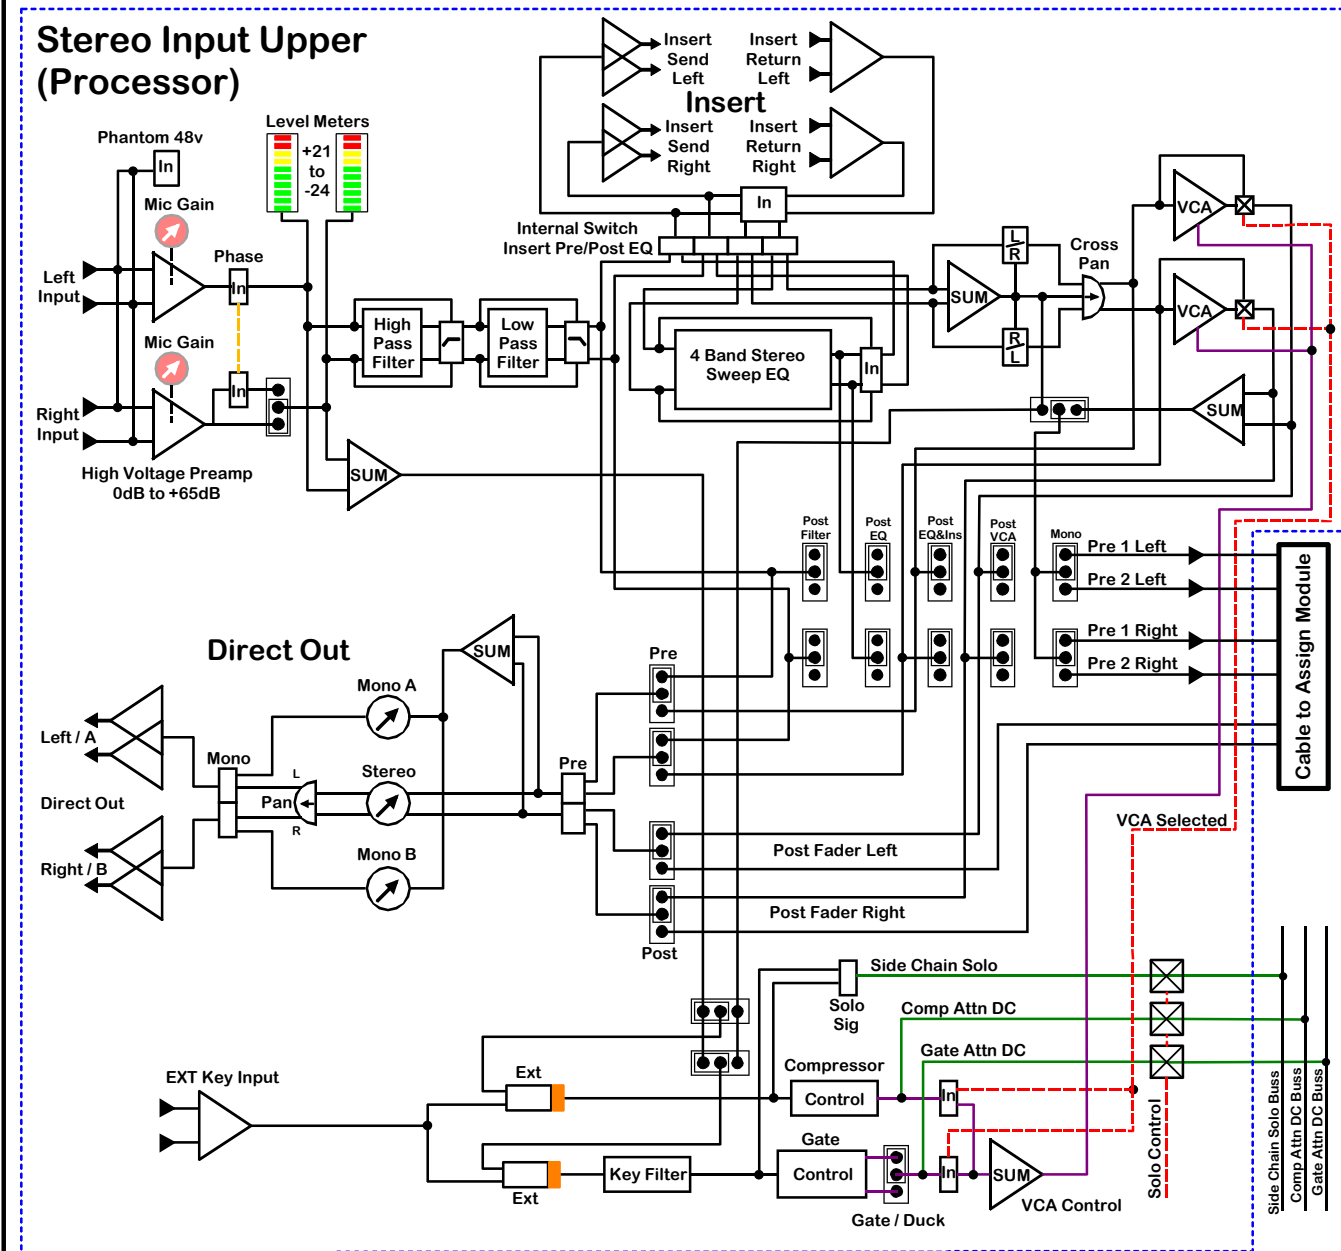 Stereo Input Upper
(Processor)
Phantom 48v
In
Level Meters
+21
to
-24
Insert
Send
Left
Insert
Return
Left
Insert
Insert
Send
Right
Insert
Return
Right
In
Internal Switch
Insert Pre/Post EQ
Mic Gain
Phase
Left
Input
In
Mic Gain
In
Right
Input
High Voltage Preamp
0dB to +65dB
High
Pass
Filter
Low
Pass
Filter
SUM
4 Band Stereo
Sweep EQ
In
SUM
L
R
R
L
Cross
Pan
VCA
VCA
SUM
Post
Filter
Post
EQ
Post
EQ&Ins
Post
VCA
Mono
Pre 1 Left
Pre 2 Left
Pre 1 Right
Pre 2 Right
Cable to Assign Module
Direct Out
SUM
Pre
Mono A
Left / A
Mono
L
Stereo
Pre
Direct Out
Pan
R
Mono B
Right / B
VCA Selected
Post Fader Left
Post Fader Right
Post
Side Chain Solo
Solo
Sig
Comp Attn DC
Gate Attn DC
EXT Key Input
Ext
Compressor
Control
In
Gate
Control
Key Filter
Ext
In
SUM
Gate / Duck
VCA Control
Solo Control
Side Chain Solo Buss
Comp Attn DC Buss
Gate Attn DC Buss